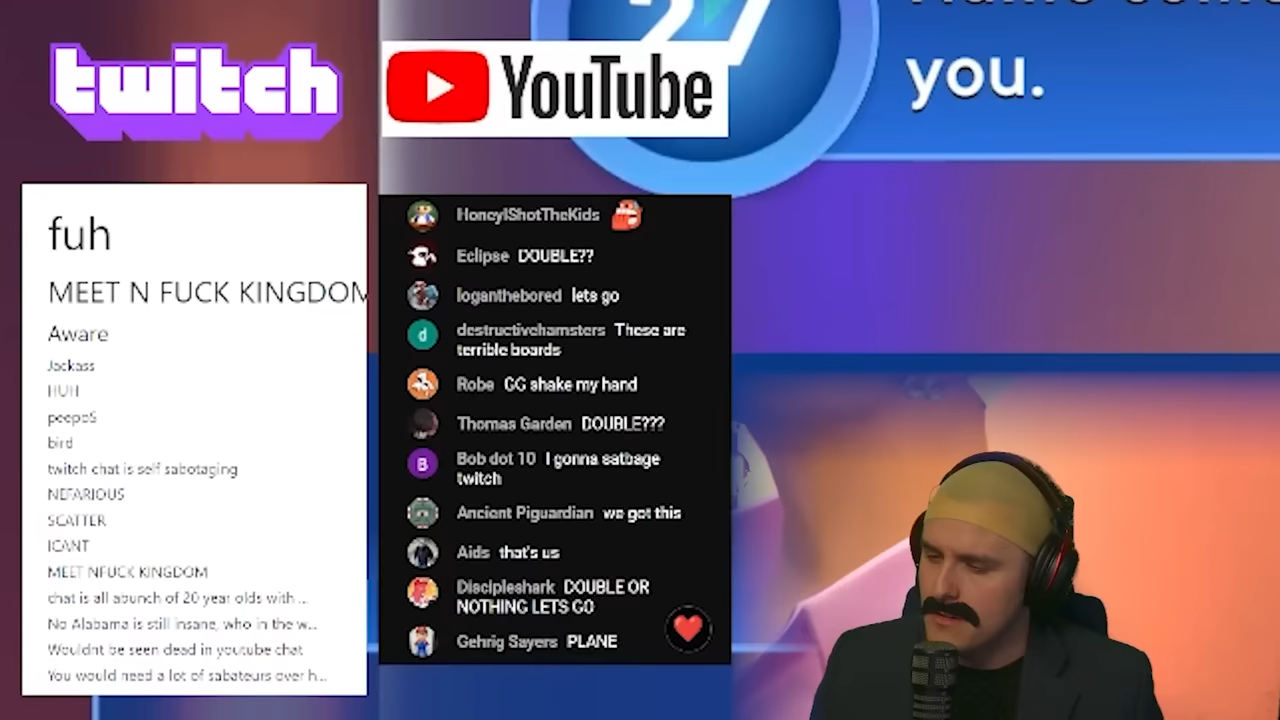 twitch
YouTube
27
you.
fuh
MEET N FUCK KINGDOM
Aware
Jackass
HUH
peepoS
bird
twitch chat is self sabotaging
NEFARIOUS
SCATTER
ICANT
MEET NFUCK KINGDOM
chat is all abunch of 20 year olds with ...
No Alabama is still insane, who in the w...
Wouldnt be seen dead in youtube chat
You would need a lot of sabateurs over h...
HoneyIShotTheKids
Eclipse DOUBLE??
loganthebored lets go
destructivehamsters These are
terrible boards
Robe GG shake my hand
Thomas Garden DOUBLE???
Bob dot 10 I gonna satbage
twitch
Ancient Piguardian we got this
Aids that's us
Discipleshark DOUBLE OR
NOTHING LETS GO
Gehrig Sayers PLANE
d
B